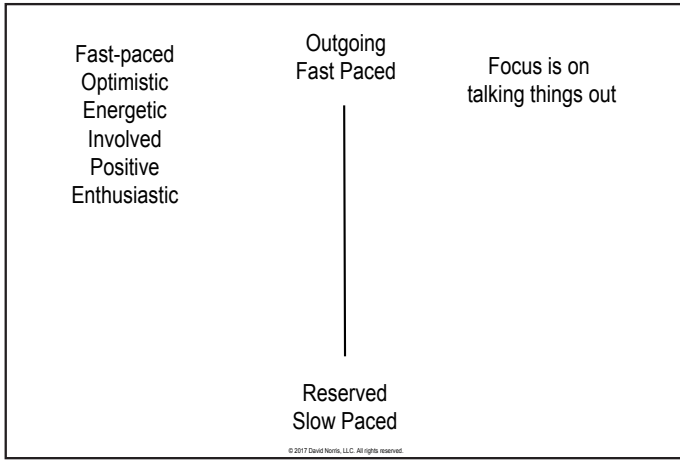 Fast-paced
Optimistic
Energetic
Involved
Positive
Enthusiastic
Outgoing
Fast Paced
Focus is on
talking things out
Reserved
Slow Paced
© 2017 David Norris, LLC. All rights reserved.